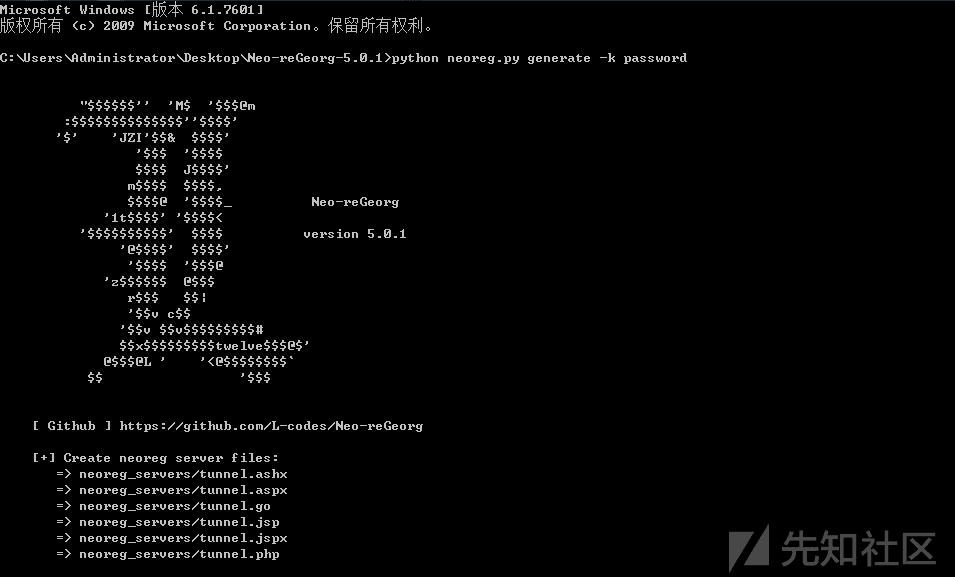 Microsoft Windows [版本 6.1.7601]
版权所有 (c) 2009 Microsoft Corporation。保留所有权利。
C:\Users\Administrator\Desktop\Neo-reGeorg-5.0.1>python neoreg.py generate -k password
"$$$$$$'' 'M$ '$$$@m
:$$$$$$$$$$$$$$''$$$$'
'$' 'JZI'$$& $$$$'
'$$$ '$$$$
$$$$ J$$$$'
m$$$$ $$$$,
$$$$@ '$$$$_ Neo-reGeorg
'1t$$$$' '$$$$<
'$$$$$$$$$$' $$$$ version 5.0.1
'@$$$$' $$$$'
'$$$$ '$$$@
'z$$$$$$ @$$$
r$$$ $$|
'$$v c$$
'$$v $$v$$$$$$$$$#
$$x$$$$$$$$$twelve$$$@$'
@$$$@L ' '<@$$$$$$$$`
$$ '$$$
[ Github ] https://github.com/L-codes/Neo-reGeorg
[+] Create neoreg server files:
=> neoreg_servers/tunnel.ashx
=> neoreg_servers/tunnel.aspx
=> neoreg_servers/tunnel.go
=> neoreg_servers/tunnel.jsp
=> neoreg_servers/tunnel.jspx
=> neoreg_servers/tunnel.php
先知社区